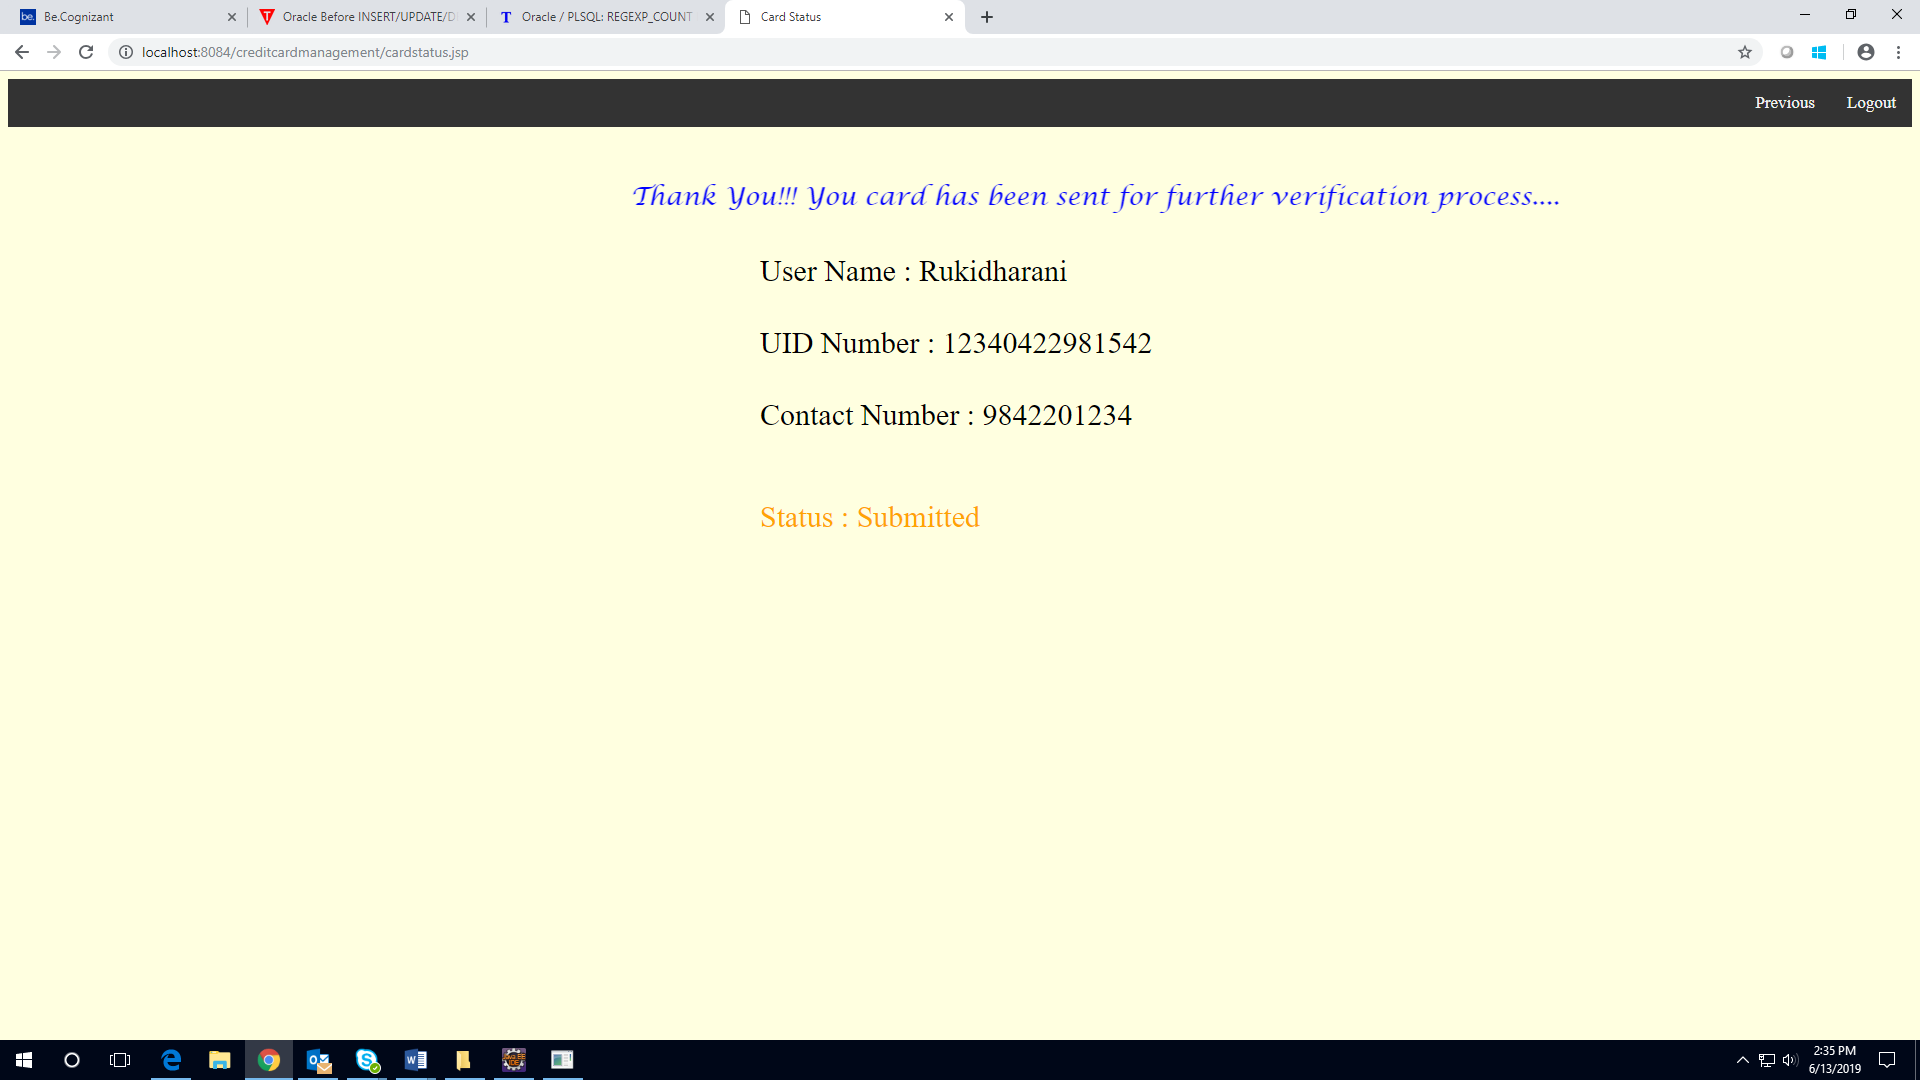 Be.Cognizant
Oracle Before INSERT/UPDATE/D
Oracle / PLSQL: REGEXP_COUNT
Card Status
localhost:8084/creditcardmanagement/cardstatus.jsp
Previous
Logout
Thank You!!! You card has been sent for further verification process....
User Name : Rukidharani
UID Number : 12340422981542
Contact Number : 9842201234
Status : Submitted
2:35 PM
6/13/2019